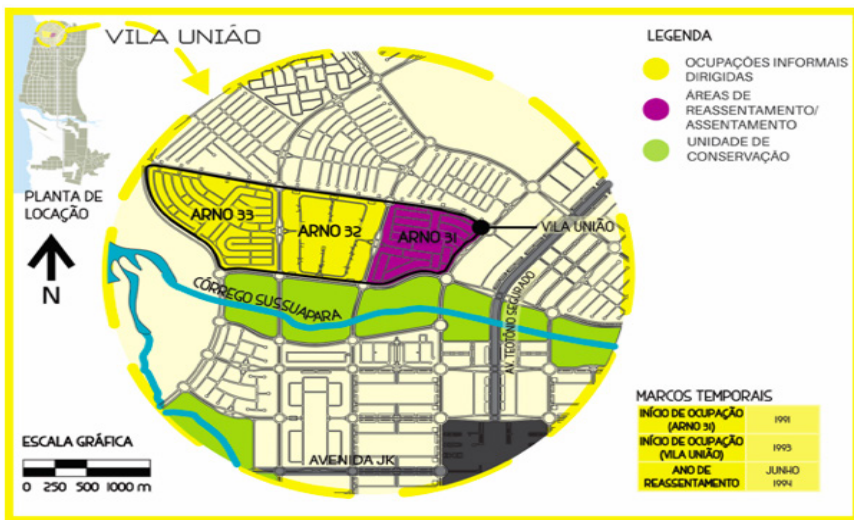 VILA UNIÃO
PLANTA DE
LOCAÇÃO
N
LEGENDA
OCUPAÇÕES INFORMAIS
DIRIGIDAS
ÁREAS DE
REASSENTAMENTO/
ASSENTAMENTO
UNIDADE DE
CONSERVAÇÃO
ARNO 33
ARNO 32
ARNO 31
VILA UNIÃO
CÓRREGO SUSSUAPARA
AV. TEOTÔNIO SEGURADO
AVENIDA JK
ESCALA GRÁFICA
0 250 500 1000 m
MARCOS TEMPORAIS
INÍCIO DE OCUPAÇÃO
(ARNO 31) 1991
INÍCIO DE OCUPAÇÃO
(VILA UNIÃO) 1993
ANO DE JUNHO
REASSENTAMENTO 1994